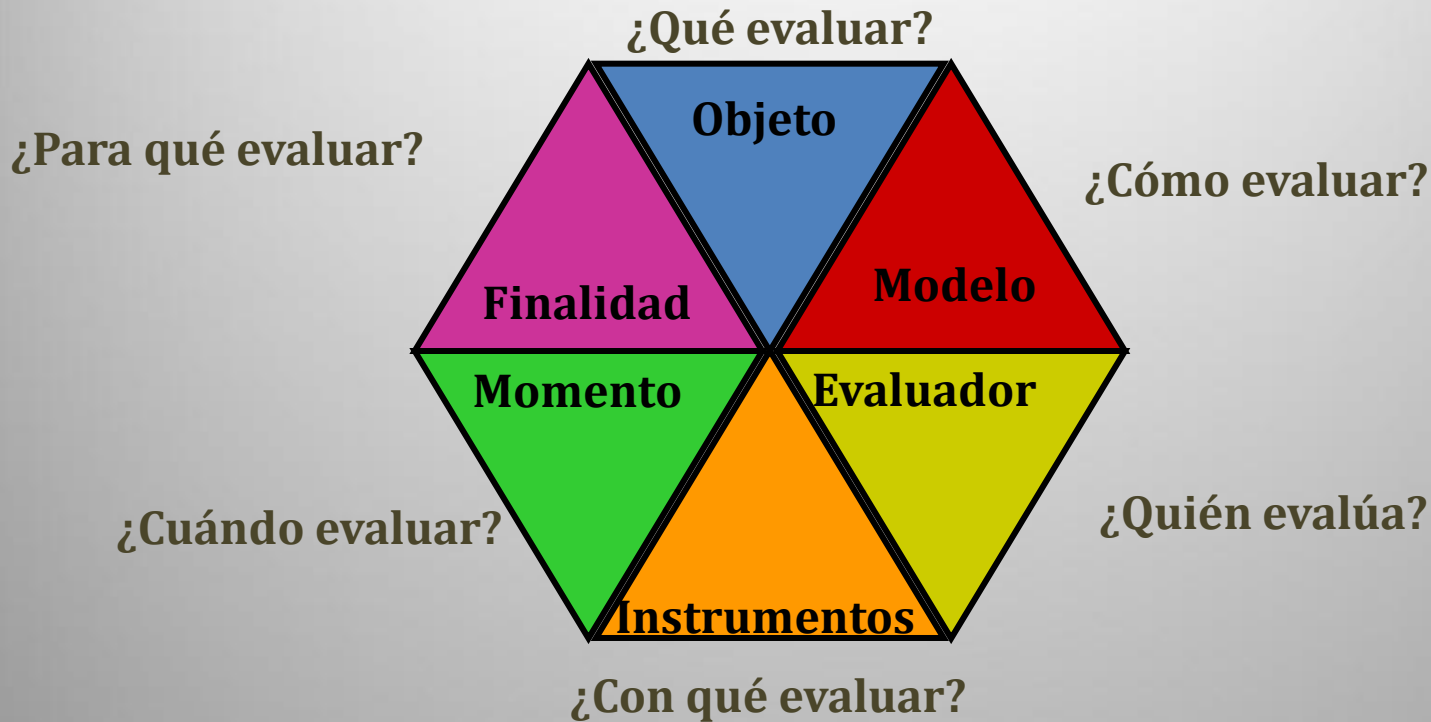 ¿Qué evaluar?
Objeto
¿Para qué evaluar?
¿Cómo evaluar?
Modelo
Finalidad
Momento
Evaluador
¿Cuándo evaluar?
¿Quién evalúa?
Instrumentos
¿Con qué evaluar?